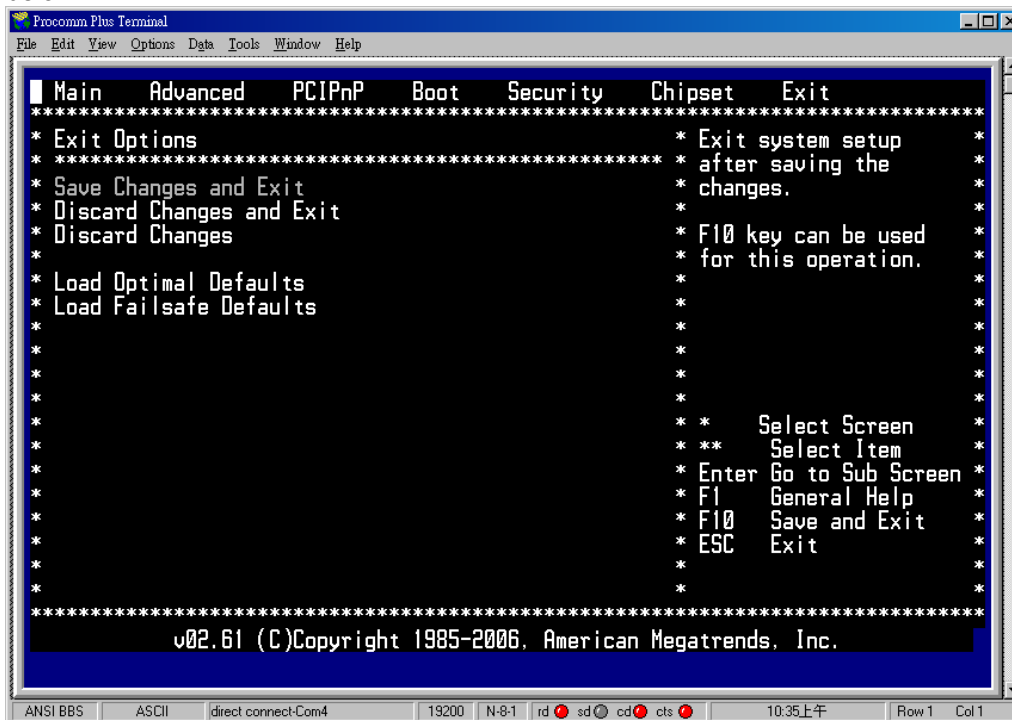 Procomm Plus Terminal
File Edit View Options Data Tools Window Help
Main Advanced PCIPnP Boot Security Chipset Exit
********************************************************************************
* Exit Options * Exit system setup *
* *************************************************** * after saving the *
* Save Changes and Exit * changes. *
* Discard Changes and Exit * *
* Discard Changes * F10 key can be used *
* * for this operation. *
* Load Optimal Defaults * *
* Load Failsafe Defaults * *
* * *
* * *
* * *
* * *
* * * Select Screen *
* * ** Select Item *
* * Enter Go to Sub Screen *
* * F1 General Help *
* * F10 Save and Exit *
* * ESC Exit *
* * *
* * *
********************************************************************************
v02.61 (C)Copyright 1985-2006, American Megatrends, Inc.
ANSI BBS ASCII direct connect-Com4 19200 N-8-1 rd sd cd cts 10:35上午 Row 1 Col 1